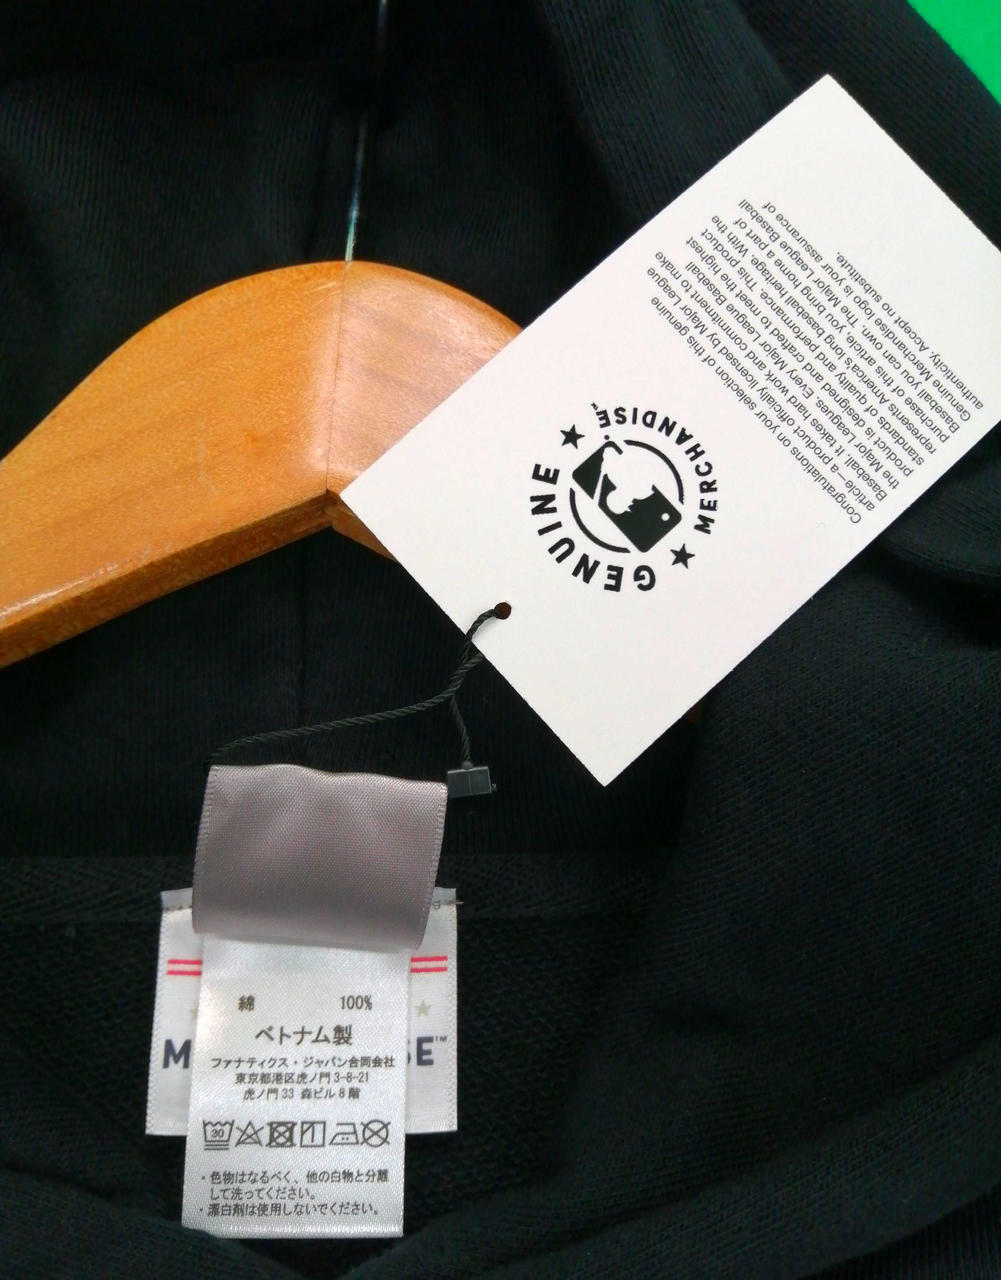 GENUINE
MERCHANDISE™
Congratulations on your selection of this genuine
article—a product officially licensed by Major League
Baseball. It takes hard work and commitment to make
the Major Leagues. Every Major League Baseball
product is designed and crafted to meet the highest
standards of quality and performance. This product
represents America's long baseball heritage. With the
purchase of this article, you bring home a part of
Baseball you can own. The Major League Baseball
Genuine Merchandise logo is your assurance of
authenticity. Accept no substitute.
綿 100%
ベトナム製
ファナティクス・ジャパン合同会社
東京都港区虎ノ門 3-8-21
虎ノ門 33 森ビル 8 階
30
・色物はなるべく、他の白物と分離
して洗ってください。
・漂白剤は使用しないでください。